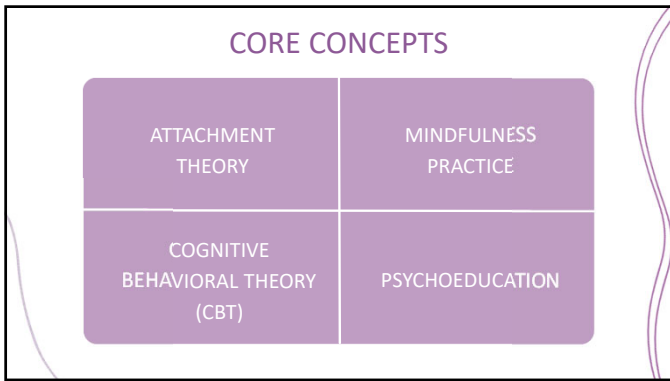 CORE CONCEPTS
ATTACHMENT
THEORY
MINDFULNESS
PRACTICE
COGNITIVE
BEHAVIORAL THEORY
(CBT)
PSYCHOEDUCATION